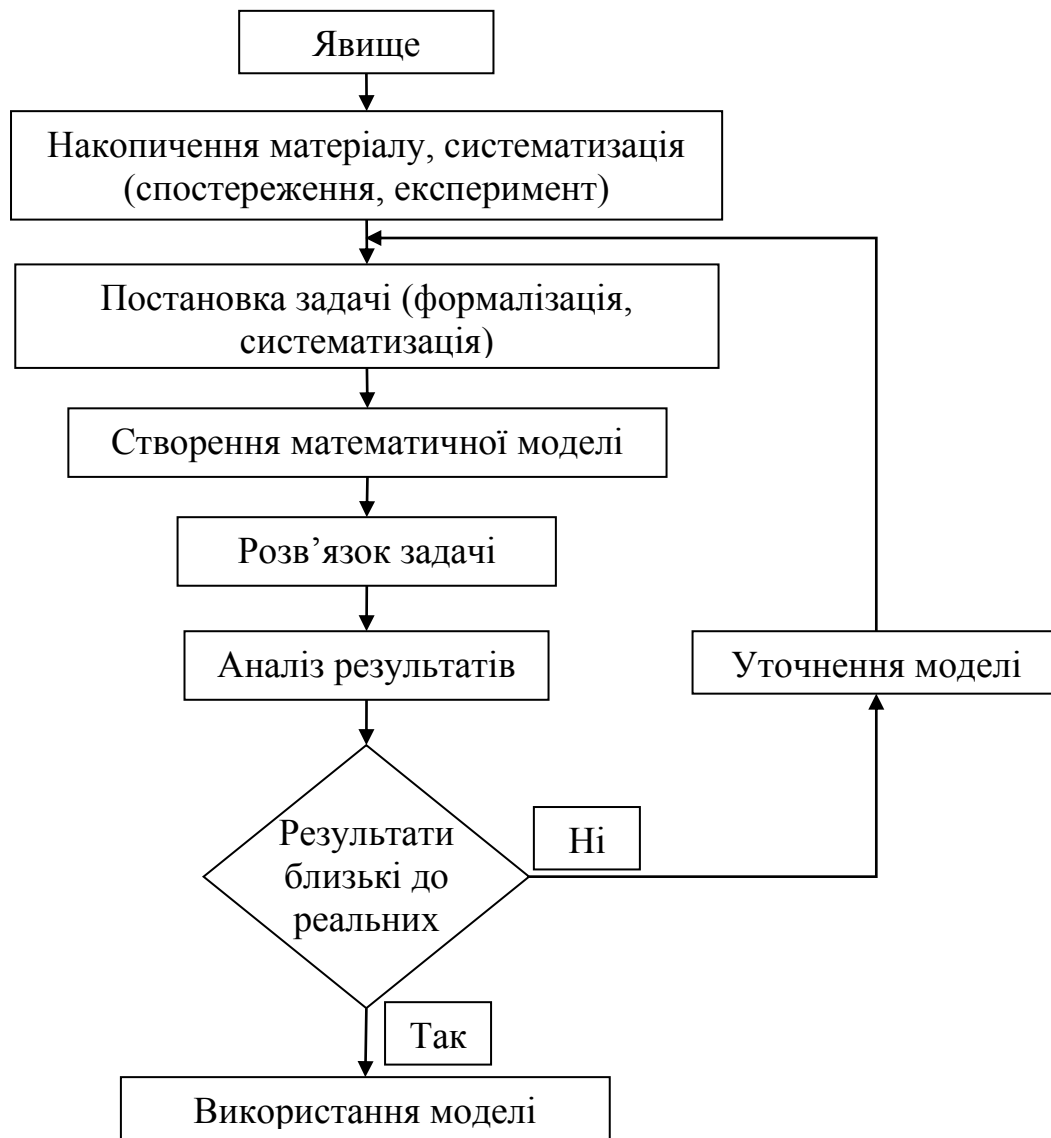 Явище
Накопичення матеріалу, систематизація
(спостереження, експеримент)
Постановка задачі (формалізація,
систематизація)
Створення математичної моделі
Розв’язок задачі
Аналіз результатів
Уточнення моделі
Результати
близькі до
реальних
Ні
Так
Використання моделі